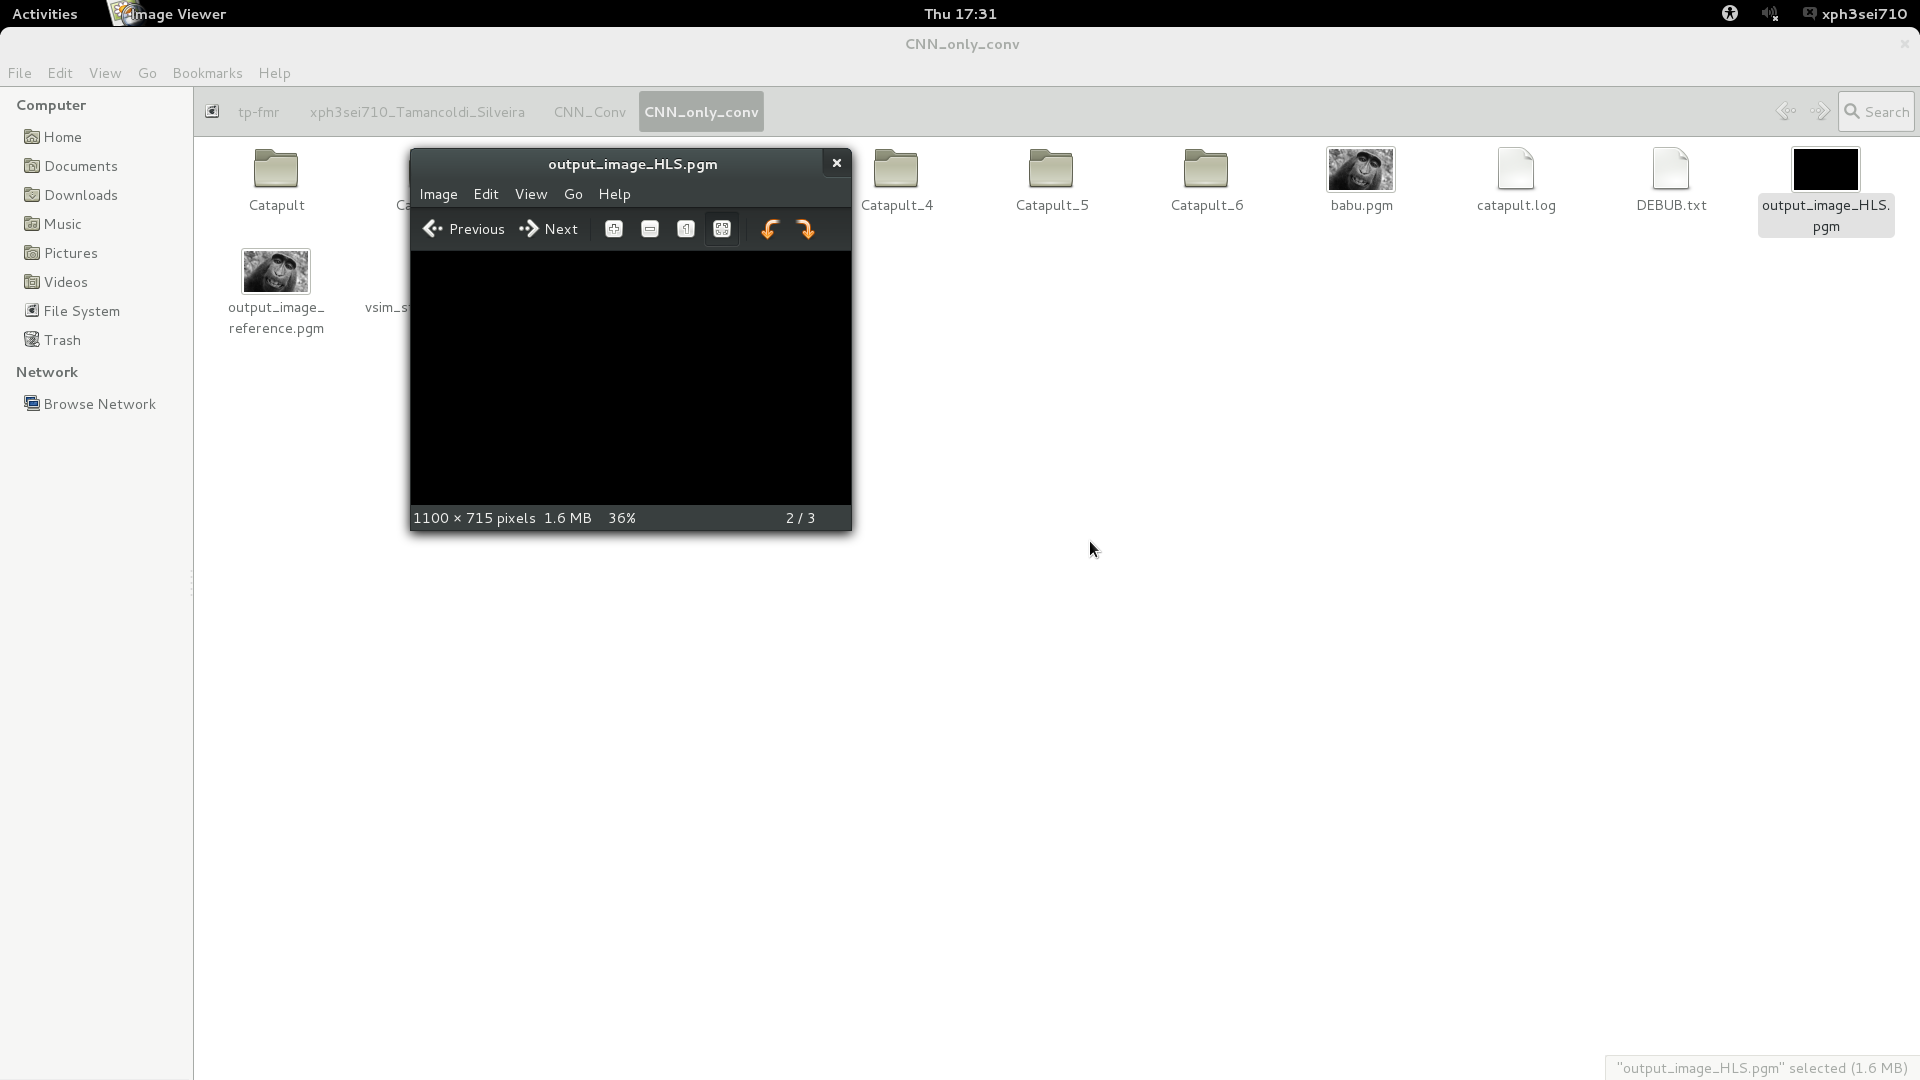 Activities
Image Viewer
Thu 17:31
xph3sei710
CNN_only_conv
File Edit View Go Bookmarks Help
Computer
Home
Documents
Downloads
Music
Pictures
Videos
File System
Trash
Network
Browse Network
tp-fmr xph3sei710_Tamancoldi_Silveira CNN_Conv CNN_only_conv
Search
Catapult
Ca
Catapult_4
Catapult_5
Catapult_6
babu.pgm
catapult.log
DEBUB.txt
output_image_HLS.
pgm
output_image_
reference.pgm
vsim_s
output_image_HLS.pgm
Image Edit View Go Help
Previous Next
1100 × 715 pixels 1.6 MB 36%
2 / 3
"output_image_HLS.pgm" selected (1.6 MB)